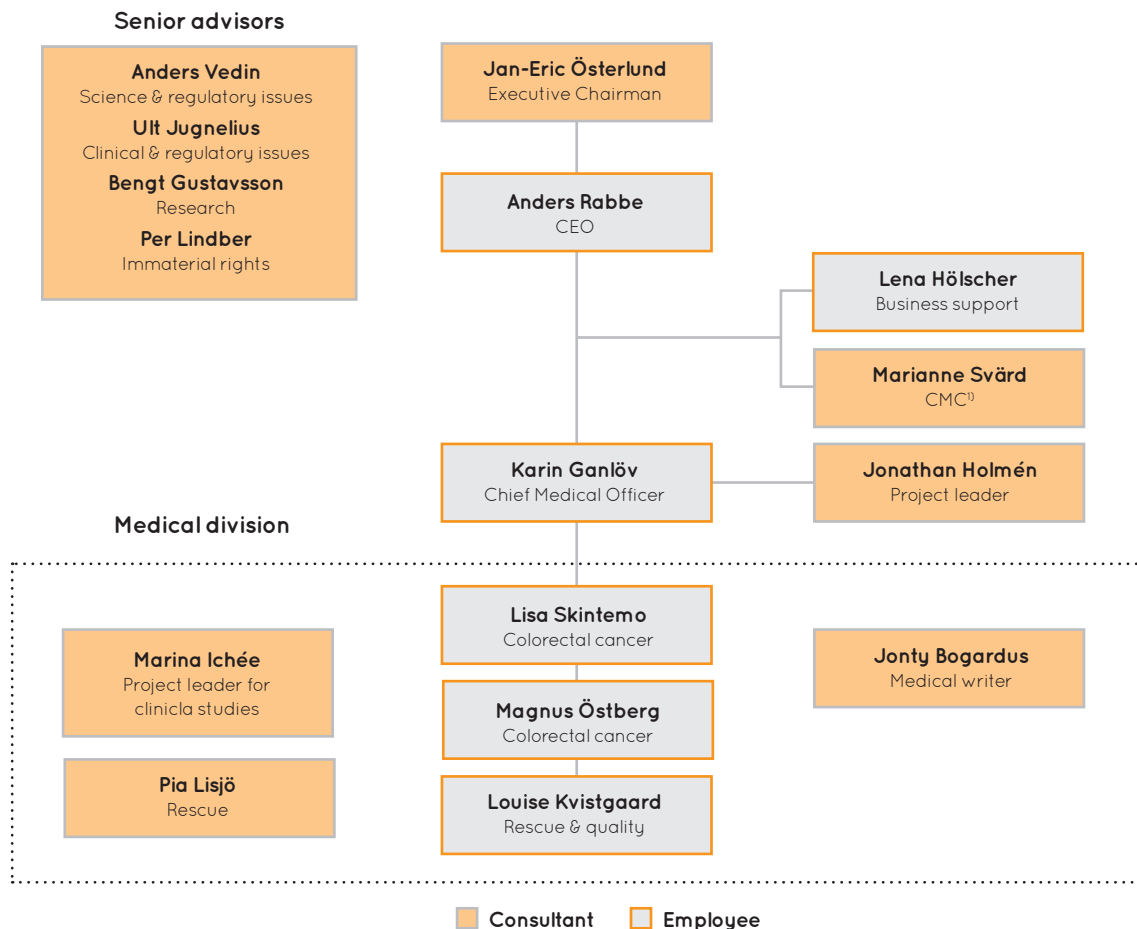 Senior advisors
Anders Vedin
Science & regulatory issues
Ult Jugnelius
Clinical & regulatory issues
Bengt Gustavsson
Research
Per Lindber
Immaterial rights
Jan-Eric Österlund
Executive Chairman
Anders Rabbe
CEO
Lena Hölscher
Business support
Marianne Svärd
CMC¹⁾
Karin Ganlöv
Chief Medical Officer
Jonathan Holmén
Project leader
Medical division
Marina Ichée
Project leader for
clinicla studies
Pia Lisjö
Rescue
Lisa Skintemo
Colorectal cancer
Magnus Östberg
Colorectal cancer
Louise Kvistgaard
Rescue & quality
Jonty Bogardus
Medical writer
Consultant
Employee